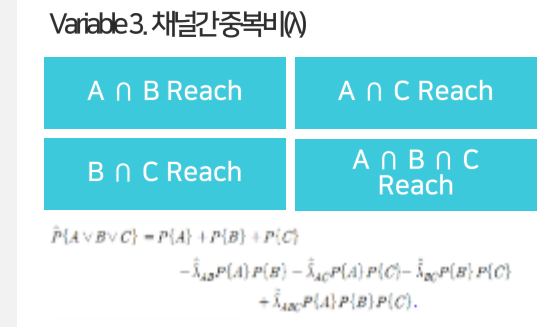 Variable 3. 채널간 중복비(λ)
A ∩ B Reach
A ∩ C Reach
B ∩ C Reach
A ∩ B ∩ C
Reach
P̂{A∨B∨C} = P{A} + P{B} + P{C}
−λ̂_{AB}P{A}P{B} − λ̂_{AC}P{A}P{C} − λ̂_{BC}P{B}P{C}
+ λ̂_{ABC}P{A}P{B}P{C}.